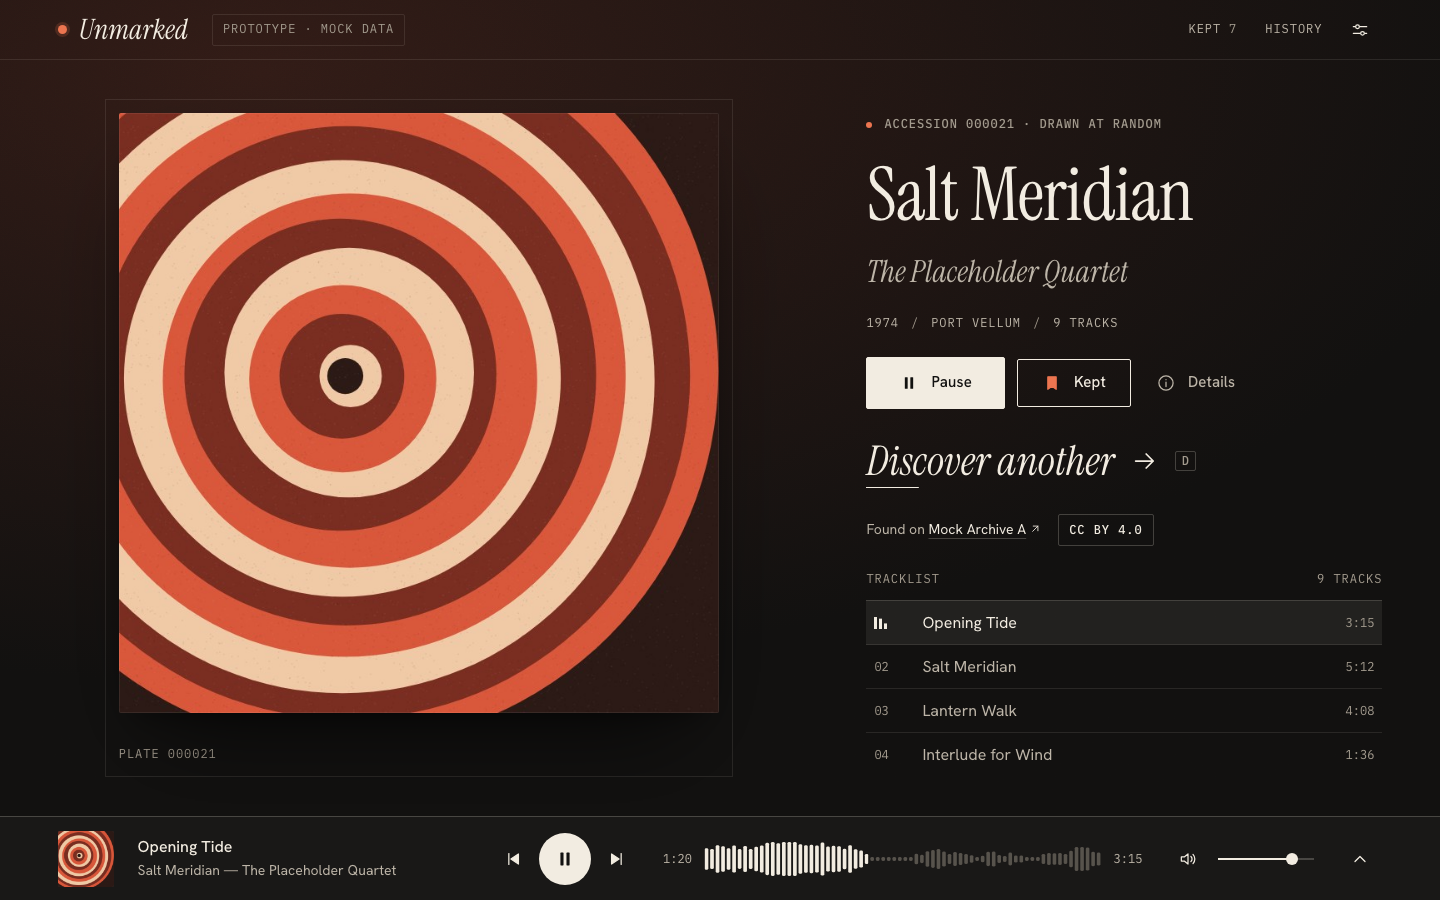 Unmarked
PROTOTYPE · MOCK DATA
KEPT 7
HISTORY
ACCESSION 000021 · DRAWN AT RANDOM
Salt Meridian
The Placeholder Quartet
1974 / PORT VELLUM / 9 TRACKS
Pause
Kept
Details
Discover another → D
Found on Mock Archive A ↗
CC BY 4.0
TRACKLIST 9 TRACKS
Opening Tide 3:15
02 Salt Meridian 5:12
03 Lantern Walk 4:08
04 Interlude for Wind 1:36
PLATE 000021
Opening Tide
Salt Meridian — The Placeholder Quartet
1:20
3:15